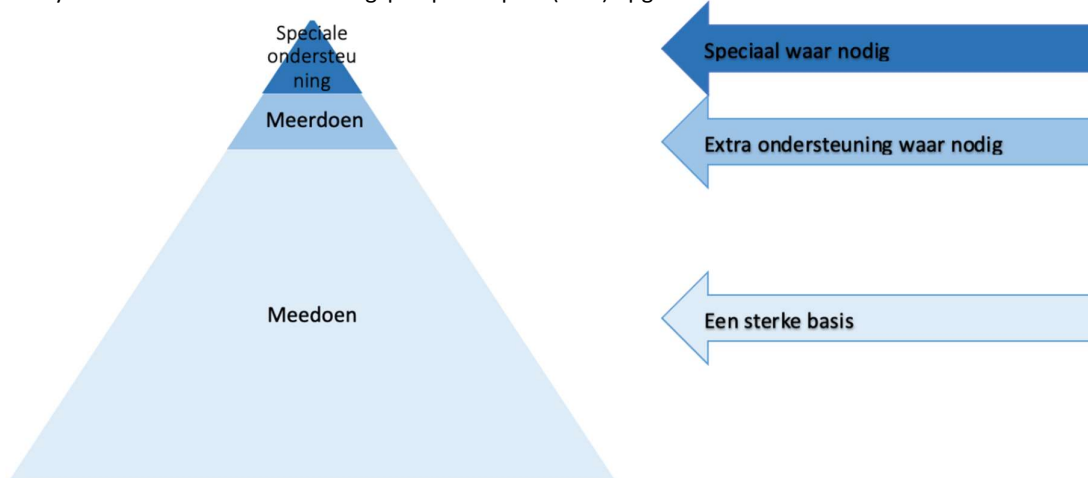 Speciale
ondersteu
ning
Speciaal waar nodig
Meerdoen
Extra ondersteuning waar nodig
Meedoen
Een sterke basis